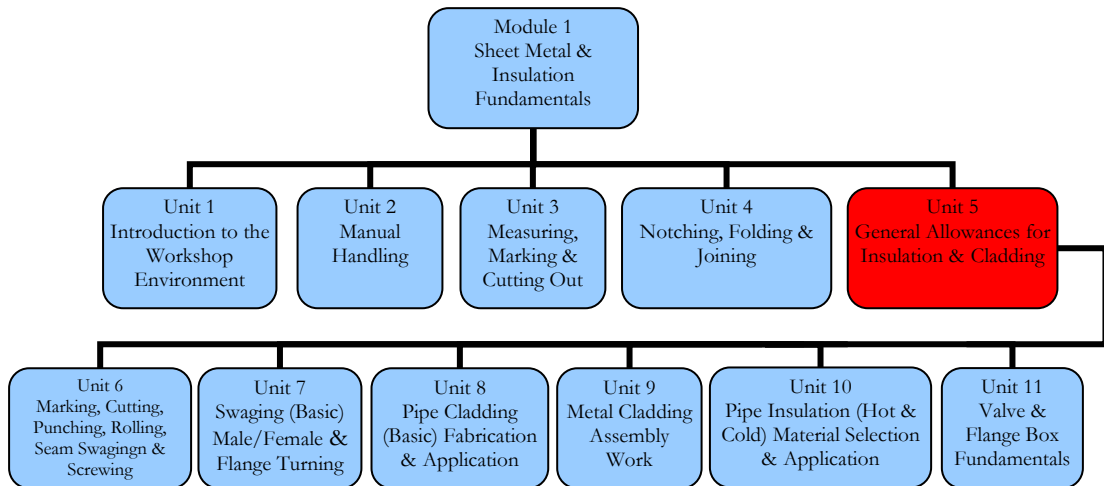 Module 1
Sheet Metal &
Insulation
Fundamentals
Unit 1
Introduction to the
Workshop
Environment
Unit 2
Manual
Handling
Unit 3
Measuring,
Marking &
Cutting Out
Unit 4
Notching, Folding &
Joining
Unit 5
General Allowances for
Insulation & Cladding
Unit 6
Marking, Cutting,
Punching, Rolling,
Seam Swagingn &
Screwing
Unit 7
Swaging (Basic)
Male/Female &
Flange Turning
Unit 8
Pipe Cladding
(Basic) Fabrication
& Application
Unit 9
Metal Cladding
Assembly
Work
Unit 10
Pipe Insulation (Hot &
Cold) Material Selection
& Application
Unit 11
Valve &
Flange Box
Fundamentals